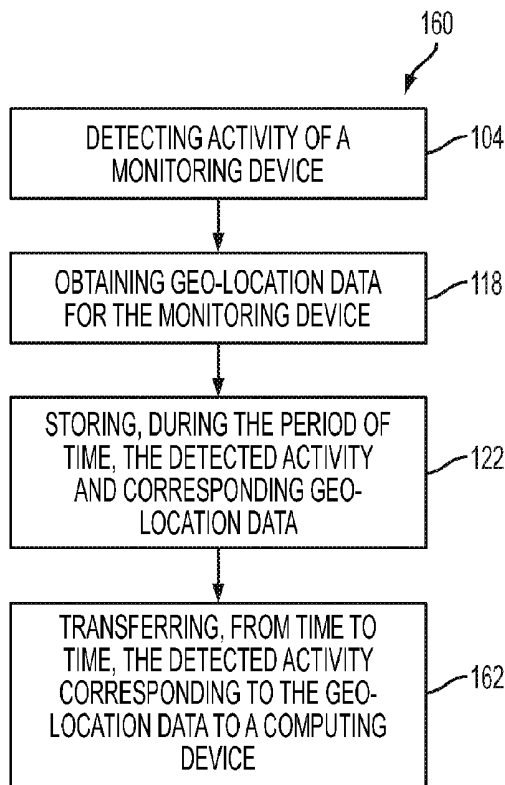 160
DETECTING ACTIVITY OF A
MONITORING DEVICE
104
OBTAINING GEO-LOCATION DATA
FOR THE MONITORING DEVICE
118
STORING, DURING THE PERIOD OF
TIME, THE DETECTED ACTIVITY
AND CORRESPONDING GEO-
LOCATION DATA
122
TRANSFERRING, FROM TIME TO
TIME, THE DETECTED ACTIVITY
CORRESPONDING TO THE GEO-
LOCATION DATA TO A COMPUTING
DEVICE
162